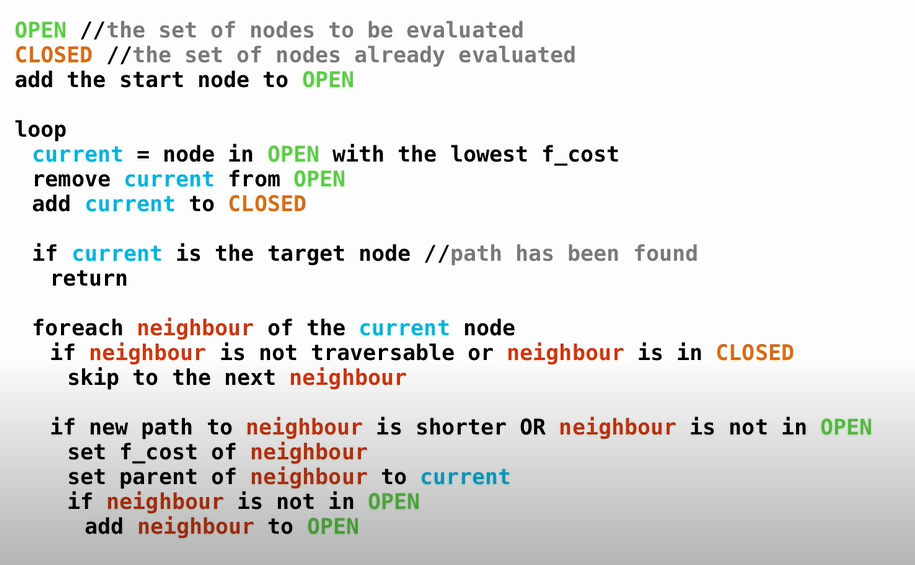 OPEN //the set of nodes to be evaluated
CLOSED //the set of nodes already evaluated
add the start node to OPEN
loop
current = node in OPEN with the lowest f_cost
remove current from OPEN
add current to CLOSED
if current is the target node //path has been found
return
foreach neighbour of the current node
if neighbour is not traversable or neighbour is in CLOSED
skip to the next neighbour
if new path to neighbour is shorter OR neighbour is not in OPEN
set f_cost of neighbour
set parent of neighbour to current
if neighbour is not in OPEN
add neighbour to OPEN